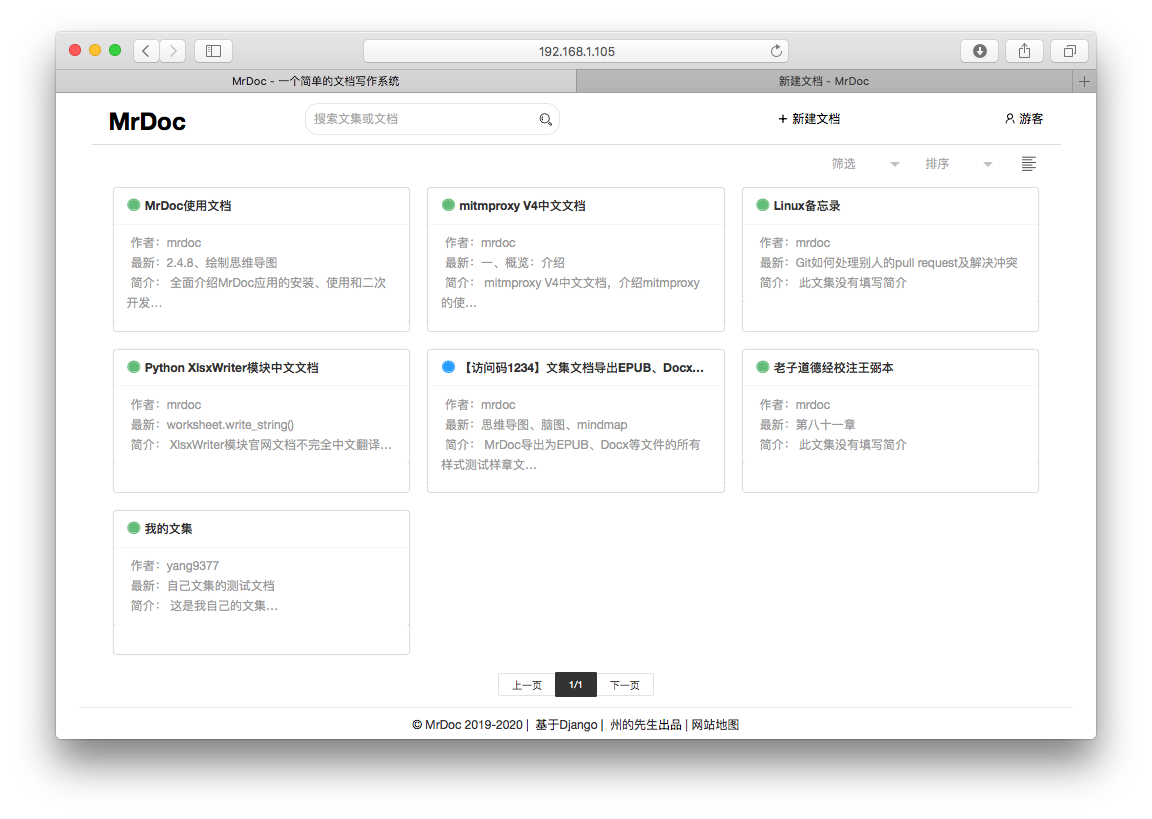 192.168.1.105
MrDoc - 一个简单的文档写作系统
新建文档 - MrDoc
MrDoc
搜索文集或文档
+ 新建文档
游客
筛选
排序
MrDoc使用文档
作者：mrdoc
最新：2.4.8、绘制思维导图
简介： 全面介绍MrDoc应用的安装、使用和二次
开发...
mitmproxy V4中文文档
作者：mrdoc
最新：一、概览：介绍
简介： mitmproxy V4中文文档，介绍mitmproxy
的使...
Linux备忘录
作者：mrdoc
最新：Git如何处理别人的pull request及解决冲突
简介： 此文集没有填写简介
Python XlsxWriter模块中文文档
作者：mrdoc
最新：worksheet.write_string()
简介： XlsxWriter模块官网文档不完全中文翻译...
【访问码1234】文集文档导出EPUB、Docx...
作者：mrdoc
最新：思维导图、脑图、mindmap
简介： MrDoc导出为EPUB、Docx等文件的所有
样式测试样章文...
老子道德经校注王弼本
作者：mrdoc
最新：第八十一章
简介： 此文集没有填写简介
我的文集
作者：yang9377
最新：自己文集的测试文档
简介： 这是我自己的文集...
上一页
1/1
下一页
© MrDoc 2019-2020 | 基于Django | 州的先生出品 | 网站地图